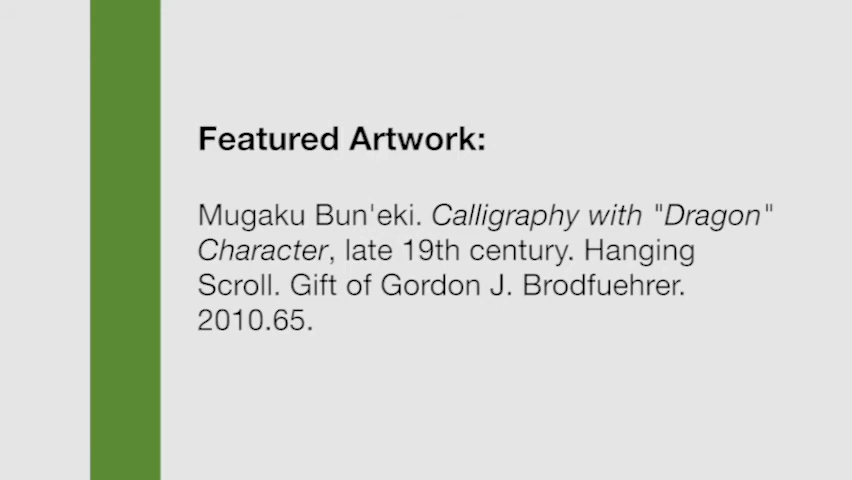 Featured Artwork:
Mugaku Bun'eki. Calligraphy with "Dragon"
Character, late 19th century. Hanging
Scroll. Gift of Gordon J. Brodfuehrer.
2010.65.